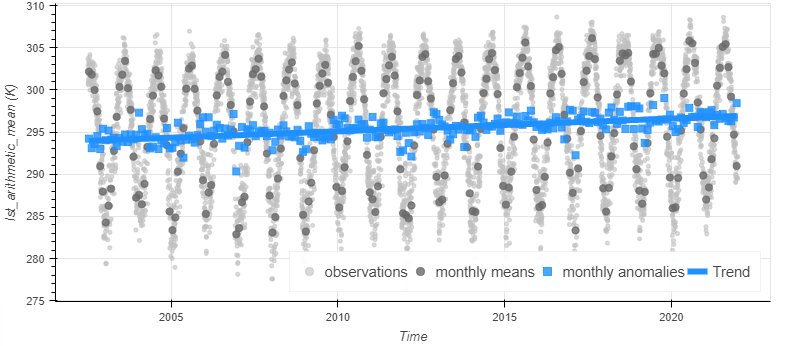 310
305
300
295
290
285
280
275
lst_arithmetic_mean (K)
observations monthly means monthly anomalies Trend
2005 2010 2015 2020
Time